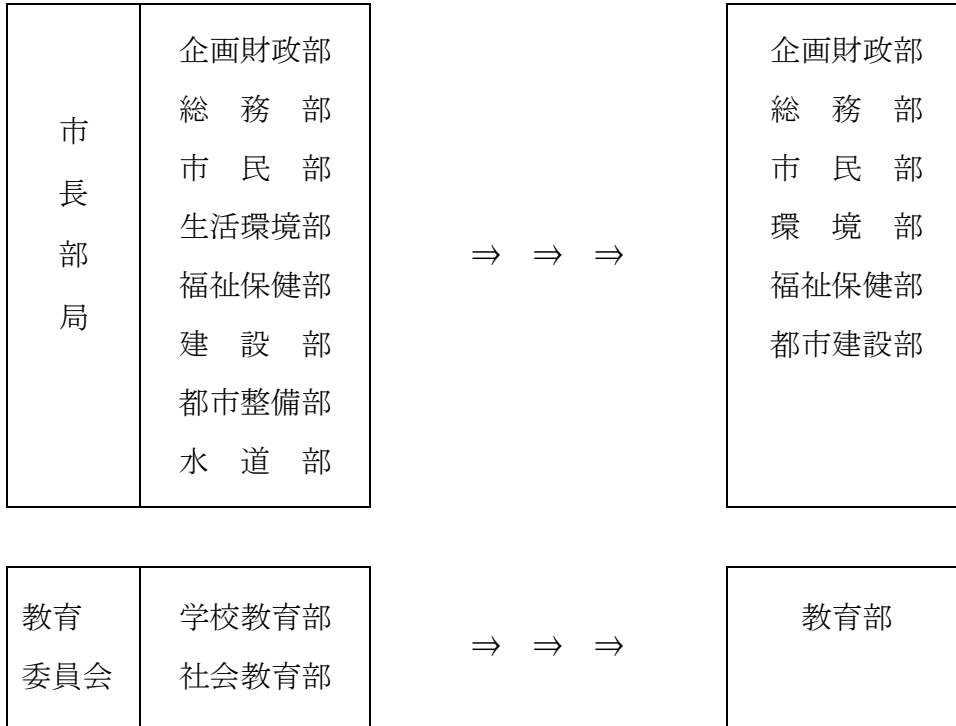 市長部局
企画財政部
総務部
市民部
生活環境部
福祉保健部
建設部
都市整備部
水道部
⇒ ⇒ ⇒
企画財政部
総務部
市民部
環境部
福祉保健部
都市建設部
教育
委員会
学校教育部
社会教育部
⇒ ⇒ ⇒
教育部